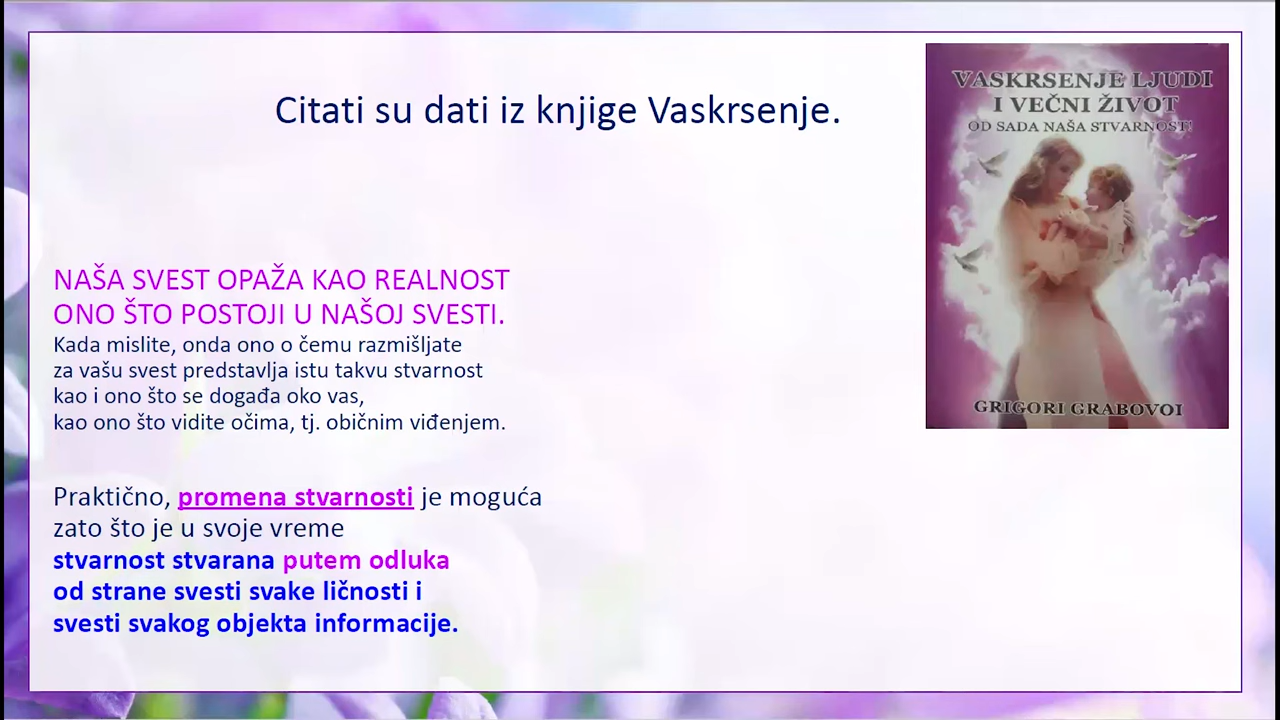 Citati su dati iz knjige Vaskrsenje.
VASKRSENJE LJUDI
I VEČNI ŽIVOT
OD SADA NAŠA STVARNOST!
GRIGORI GRABOVOI
NAŠA SVEST OPAŽA KAO REALNOST
ONO ŠTO POSTOJI U NAŠOJ SVESTI.
Kada mislite, onda ono o čemu razmišljate
za vašu svest predstavlja istu takvu stvarnost
kao i ono što se događa oko vas,
kao ono što vidite očima, tj. običnim viđenjem.
Praktično, promena stvarnosti je moguća
zato što je u svoje vreme
stvarnost stvarana putem odluka
od strane svesti svake ličnosti i
svesti svakog objekta informacije.